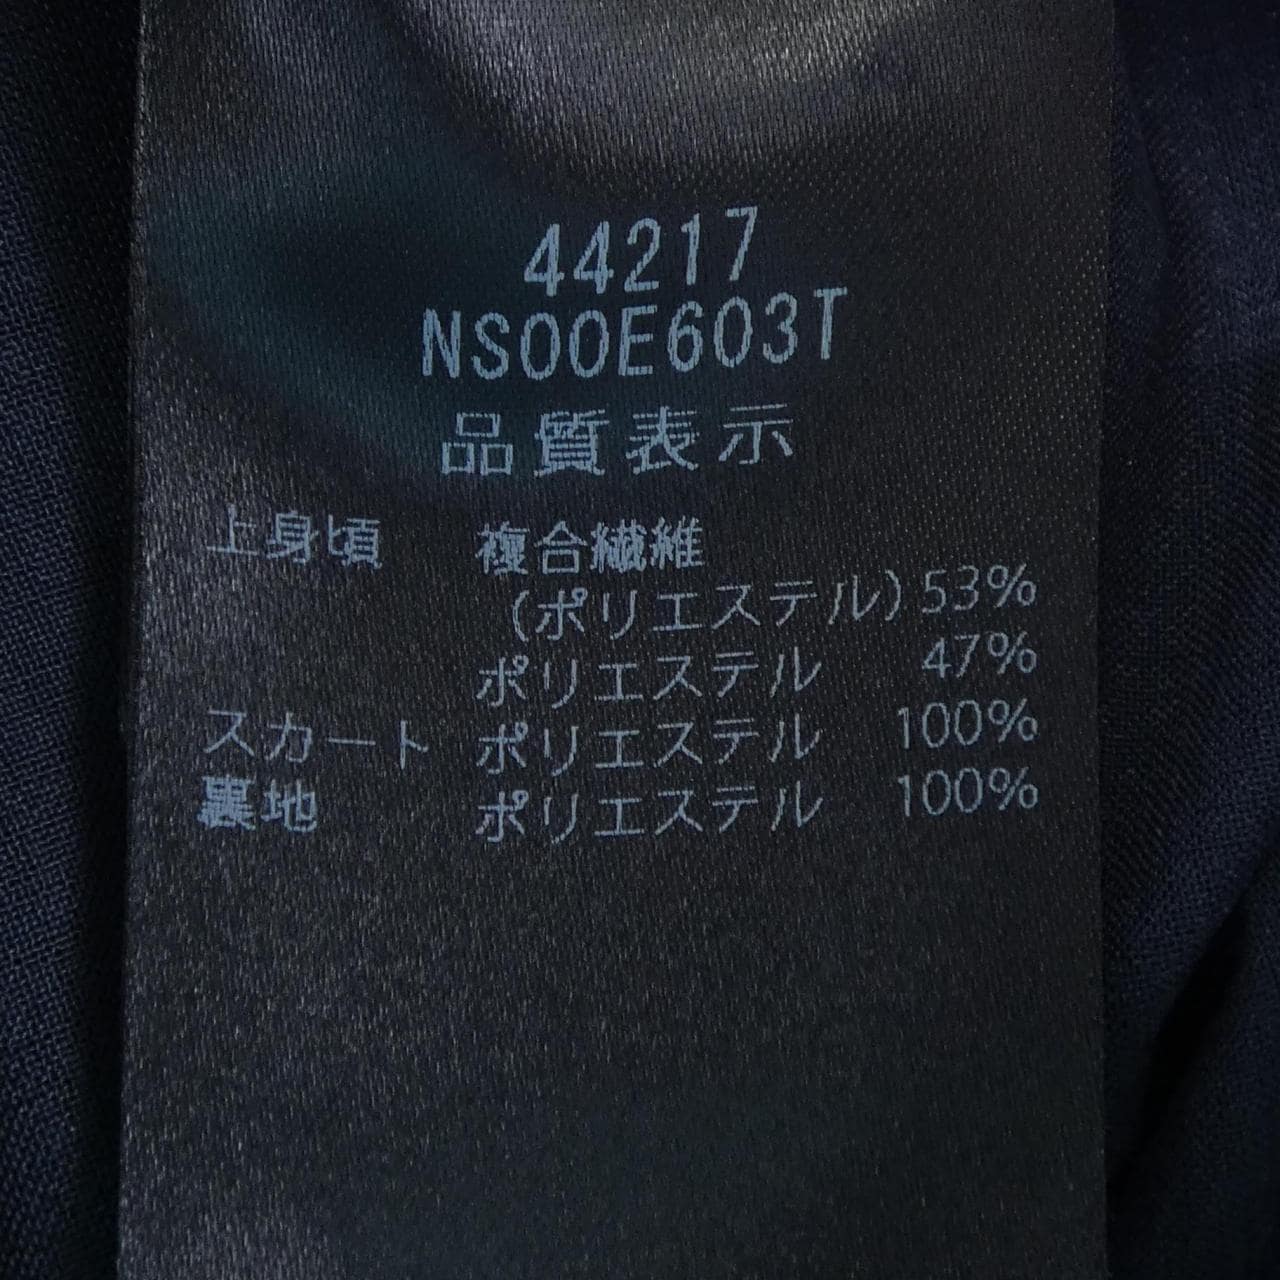 44217
NS00E603T
品質表示
上身頃 複合繊維
(ポリエステル) 53%
ポリエステル 47%
スカート ポリエステル 100%
裏地 ポリエステル 100%